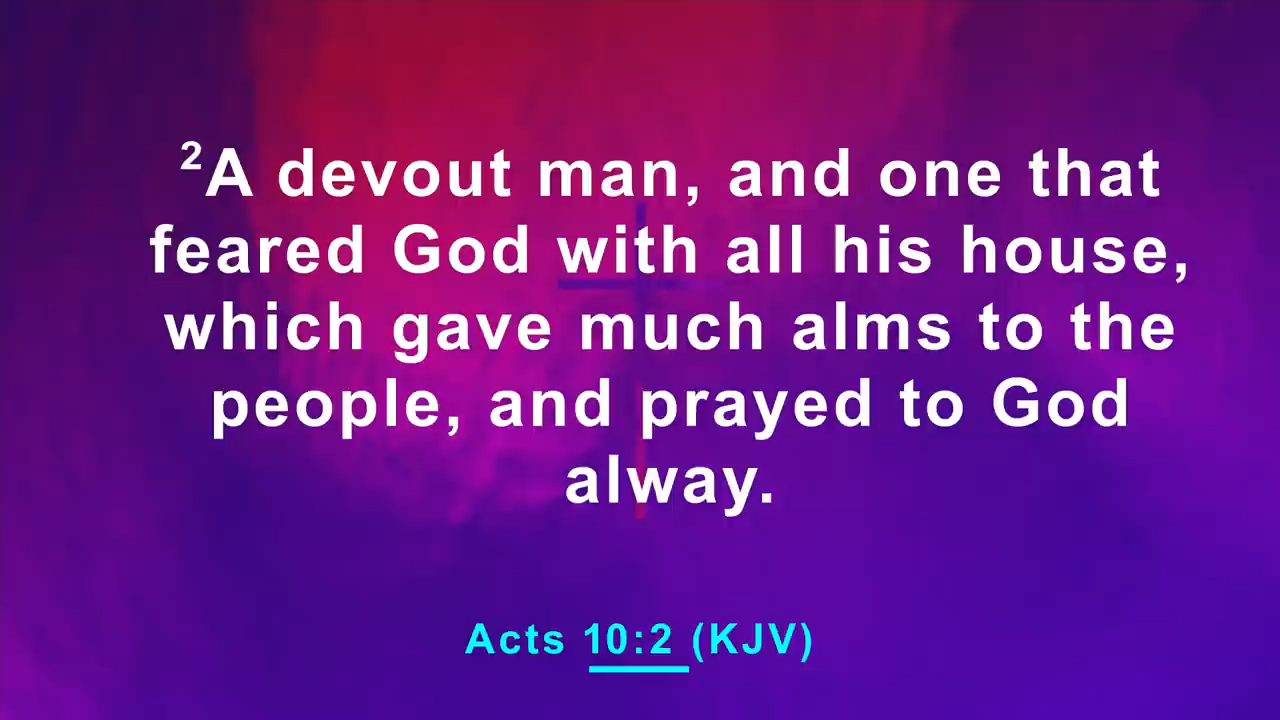 ²A devout man, and one that
feared God with all his house,
which gave much alms to the
people, and prayed to God
alway.
Acts 10:2 (KJV)